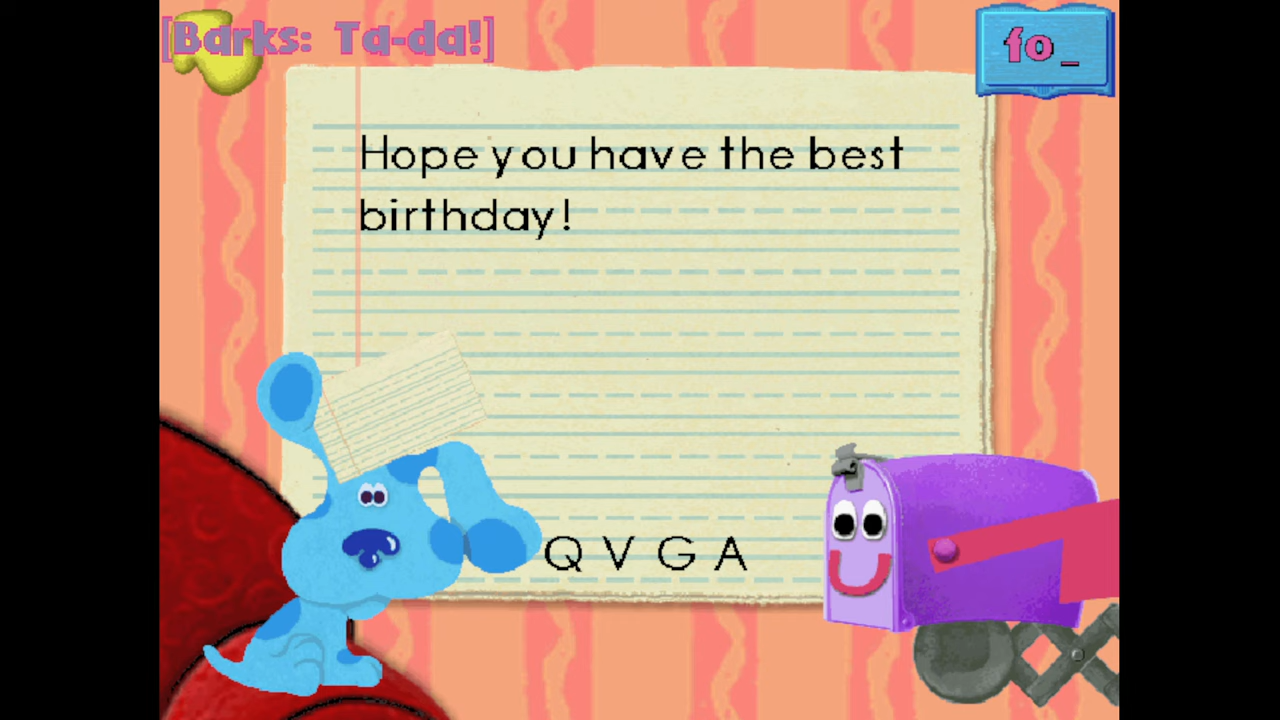 [Barks: Ta-da!]
fo_
Hope you have the best
birthday!
Q V G A